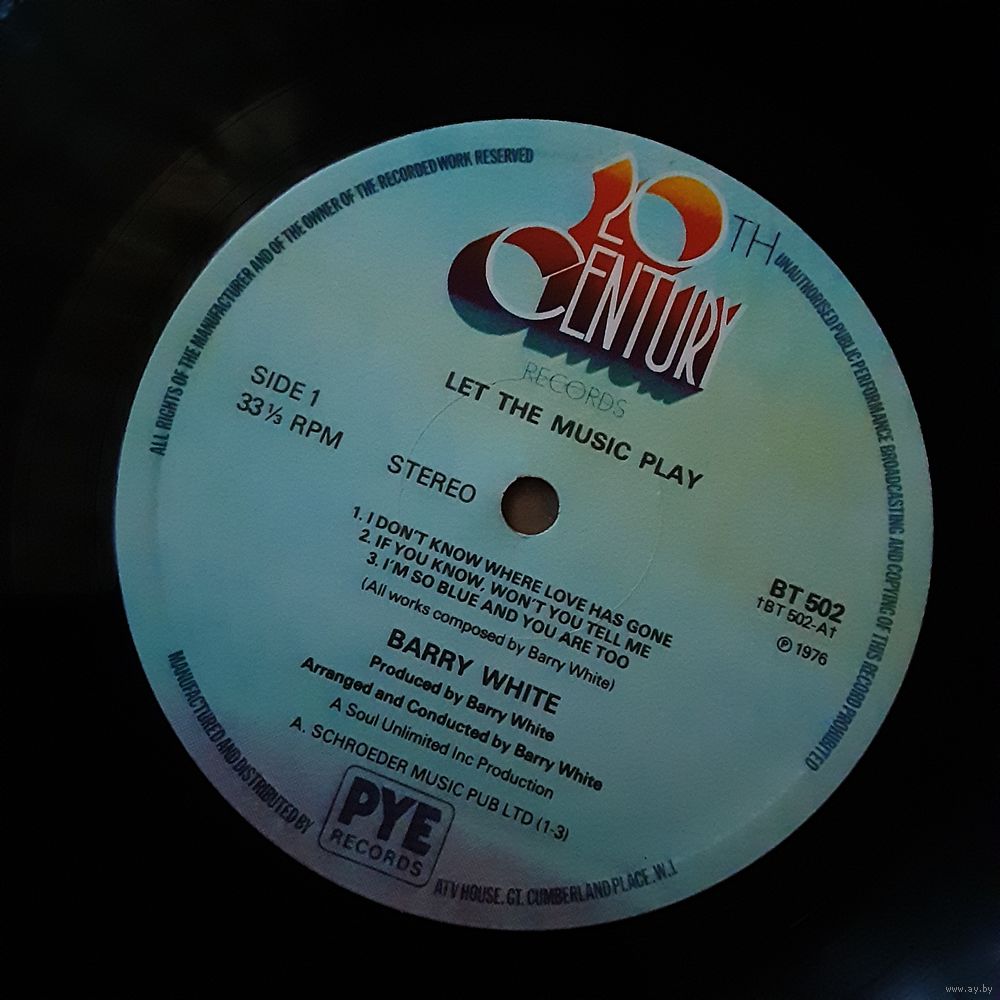 ALL RIGHTS OF THE MANUFACTURER AND OF THE OWNER OF THE RECORDED WORK RESERVED
20TH
CENTURY
RECORDS
UNAUTHORISED PUBLIC PERFORMANCE BROADCASTING AND COPYING OF THIS RECORD PROHIBITED
LET THE MUSIC PLAY
SIDE 1
33⅓ RPM
STEREO
1. I DON'T KNOW WHERE LOVE HAS GONE
2. IF YOU KNOW, WON'T YOU TELL ME
3. I'M SO BLUE AND YOU ARE TOO
(All works composed by Barry White)
BT 502
†BT 502-A†
℗ 1976
BARRY WHITE
Produced by Barry White
Arranged and Conducted by Barry White
A Soul Unlimited Inc Production
A. SCHROEDER MUSIC PUB LTD (1-3)
MANUFACTURED AND DISTRIBUTED BY
PYE
RECORDS
ATV HOUSE. GT. CUMBERLAND PLACE. W.1
www.ay.by